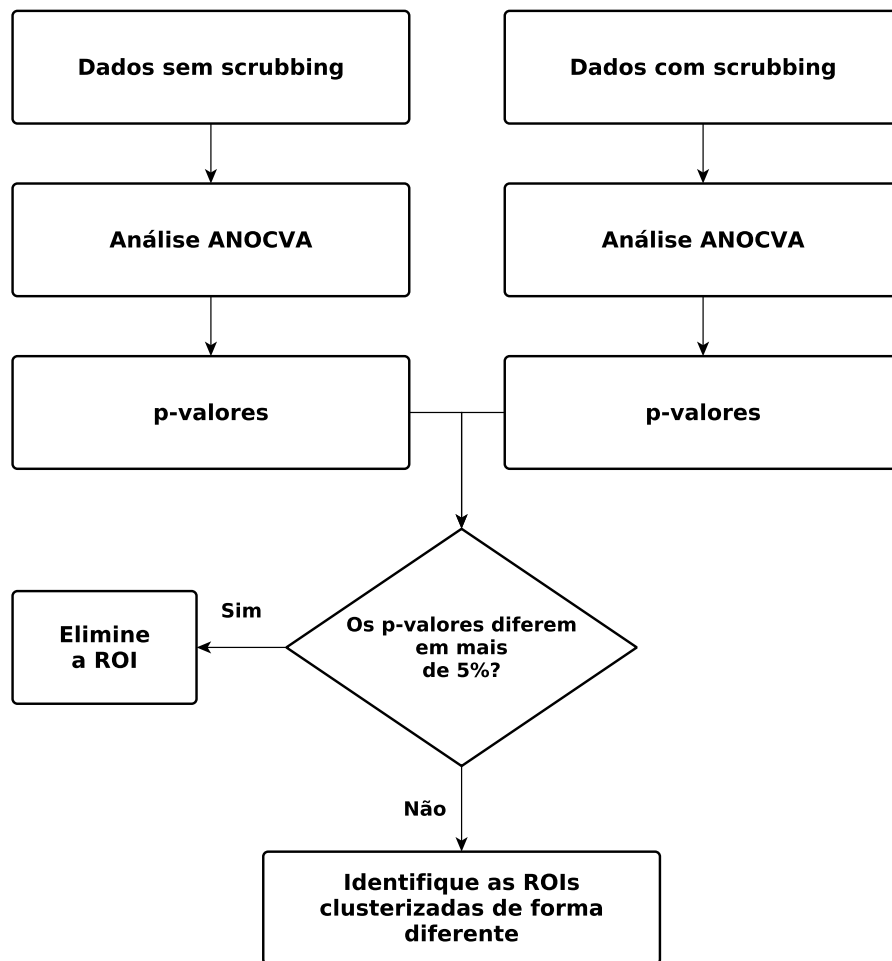 Dados sem scrubbing
Dados com scrubbing
Análise ANOCVA
Análise ANOCVA
p-valores
p-valores
Os p-valores diferem
em mais
de 5%?
Sim
Elimine
a ROI
Não
Identifique as ROIs
clusterizadas de forma
diferente